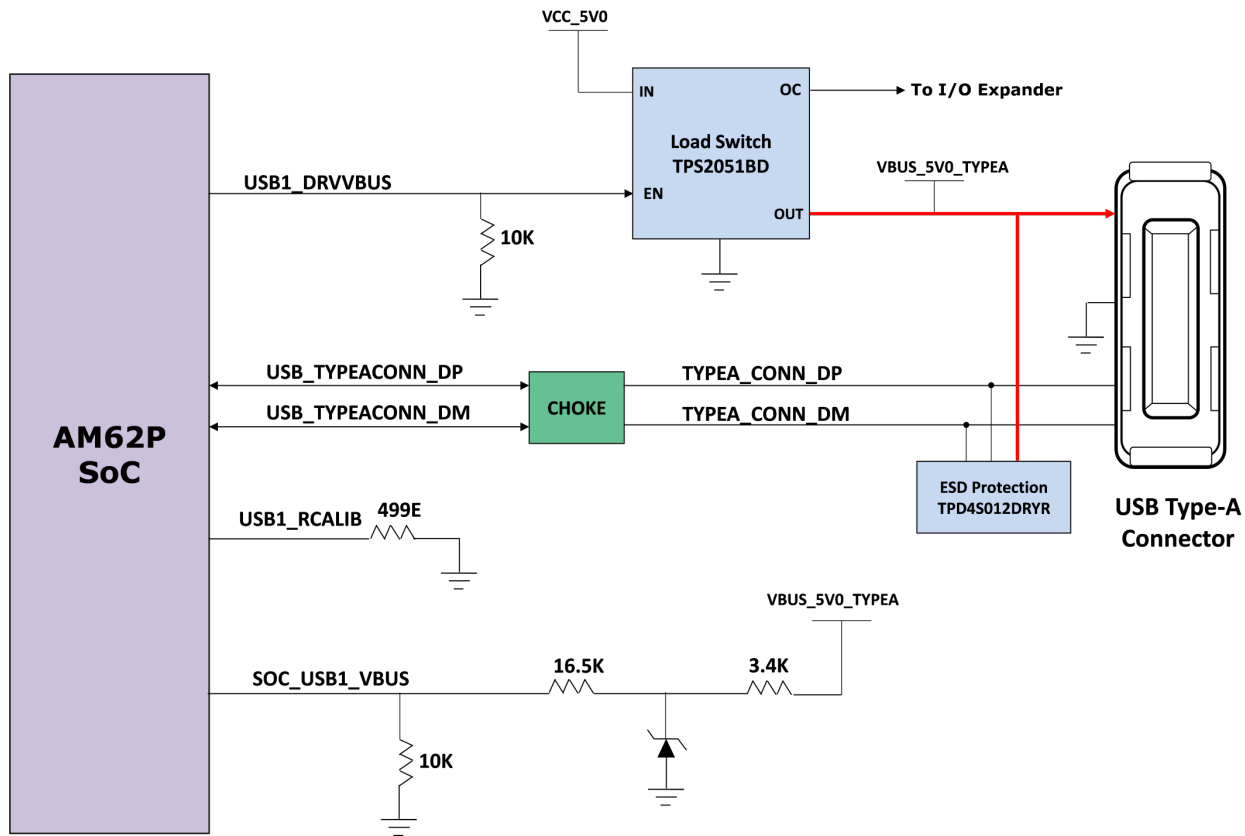 VCC_5V0
IN
OC
To I/O Expander
Load Switch
TPS2051BD
USB1_DRVVBUS
EN
VBUS_5V0_TYPEA
OUT
10K
USB_TYPEACONN_DP
TYPEA_CONN_DP
CHOKE
USB_TYPEACONN_DM
TYPEA_CONN_DM
AM62P
SoC
ESD Protection
TPD4S012DRYR
USB Type-A
Connector
USB1_RCALIB
499E
VBUS_5V0_TYPEA
SOC_USB1_VBUS
16.5K
3.4K
10K